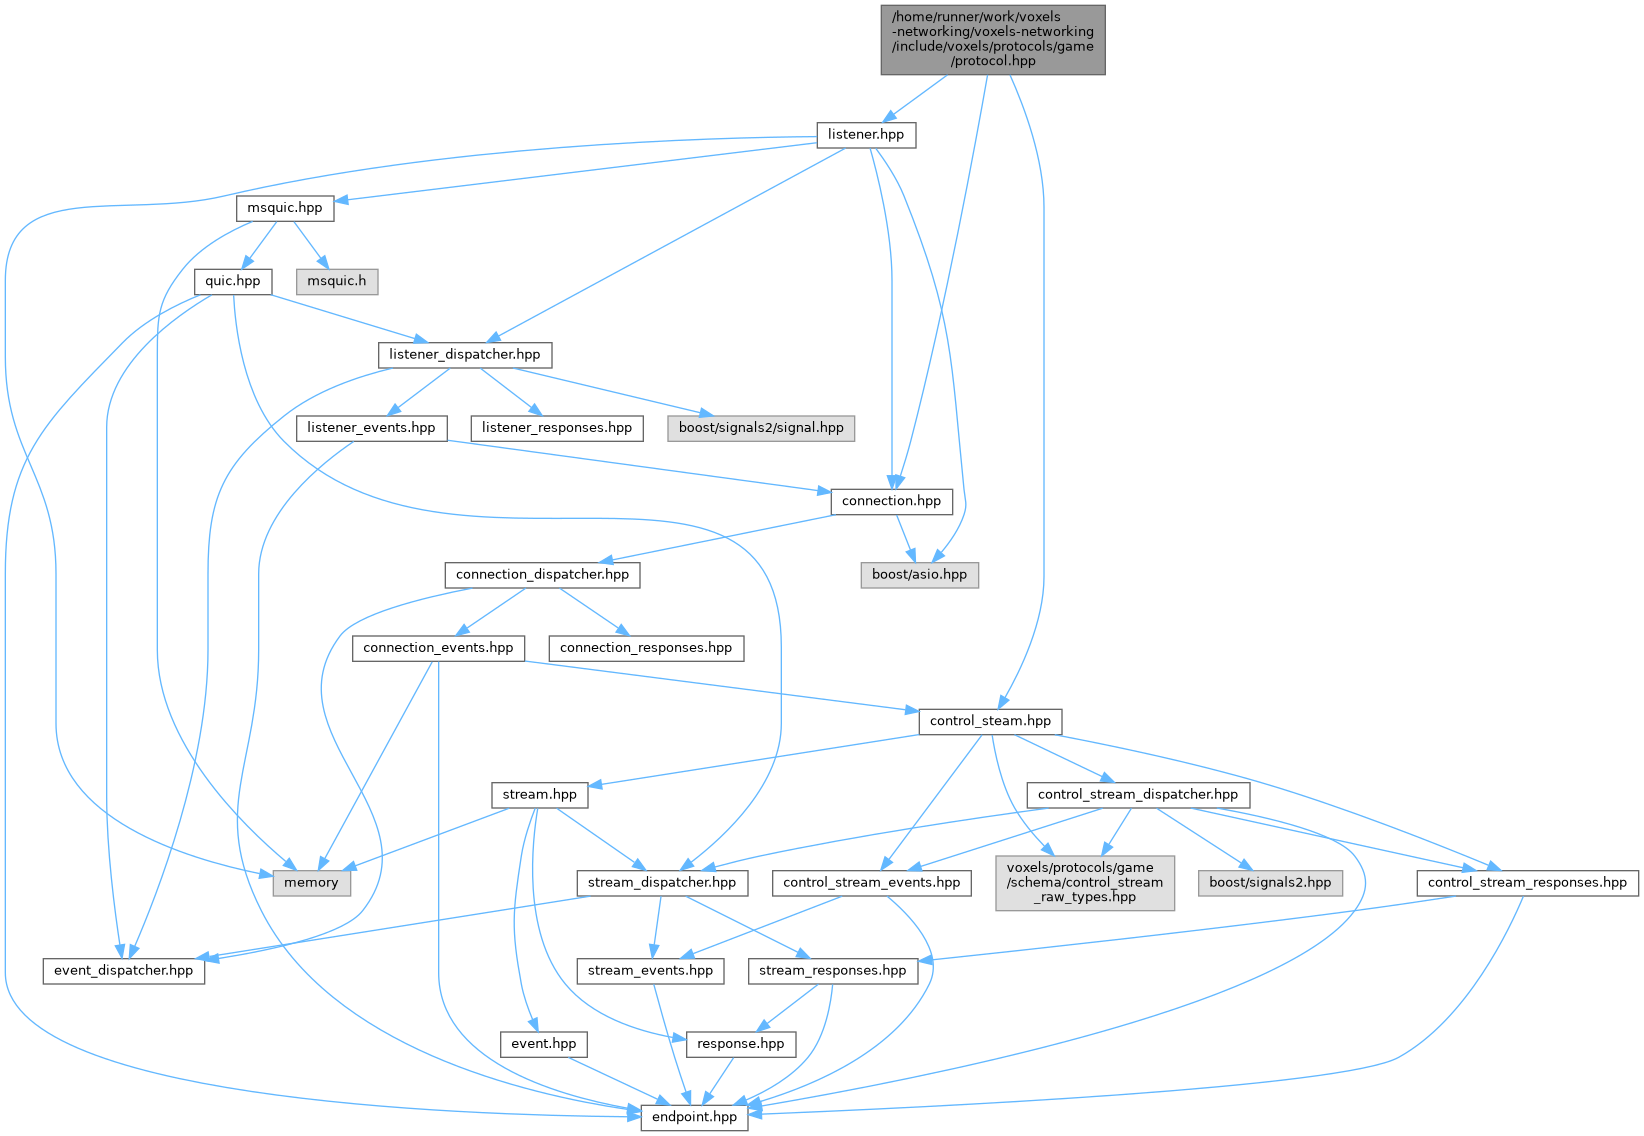 /home/runner/work/voxels
-networking/voxels-networking
/include/voxels/protocols/game
/protocol.hpp
listener.hpp
msquic.hpp
quic.hpp
msquic.h
listener_dispatcher.hpp
listener_events.hpp
listener_responses.hpp
boost/signals2/signal.hpp
connection.hpp
connection_dispatcher.hpp
boost/asio.hpp
connection_events.hpp
connection_responses.hpp
control_steam.hpp
stream.hpp
control_stream_dispatcher.hpp
memory
stream_dispatcher.hpp
control_stream_events.hpp
voxels/protocols/game
/schema/control_stream
_raw_types.hpp
boost/signals2.hpp
control_stream_responses.hpp
event_dispatcher.hpp
stream_events.hpp
stream_responses.hpp
event.hpp
response.hpp
endpoint.hpp